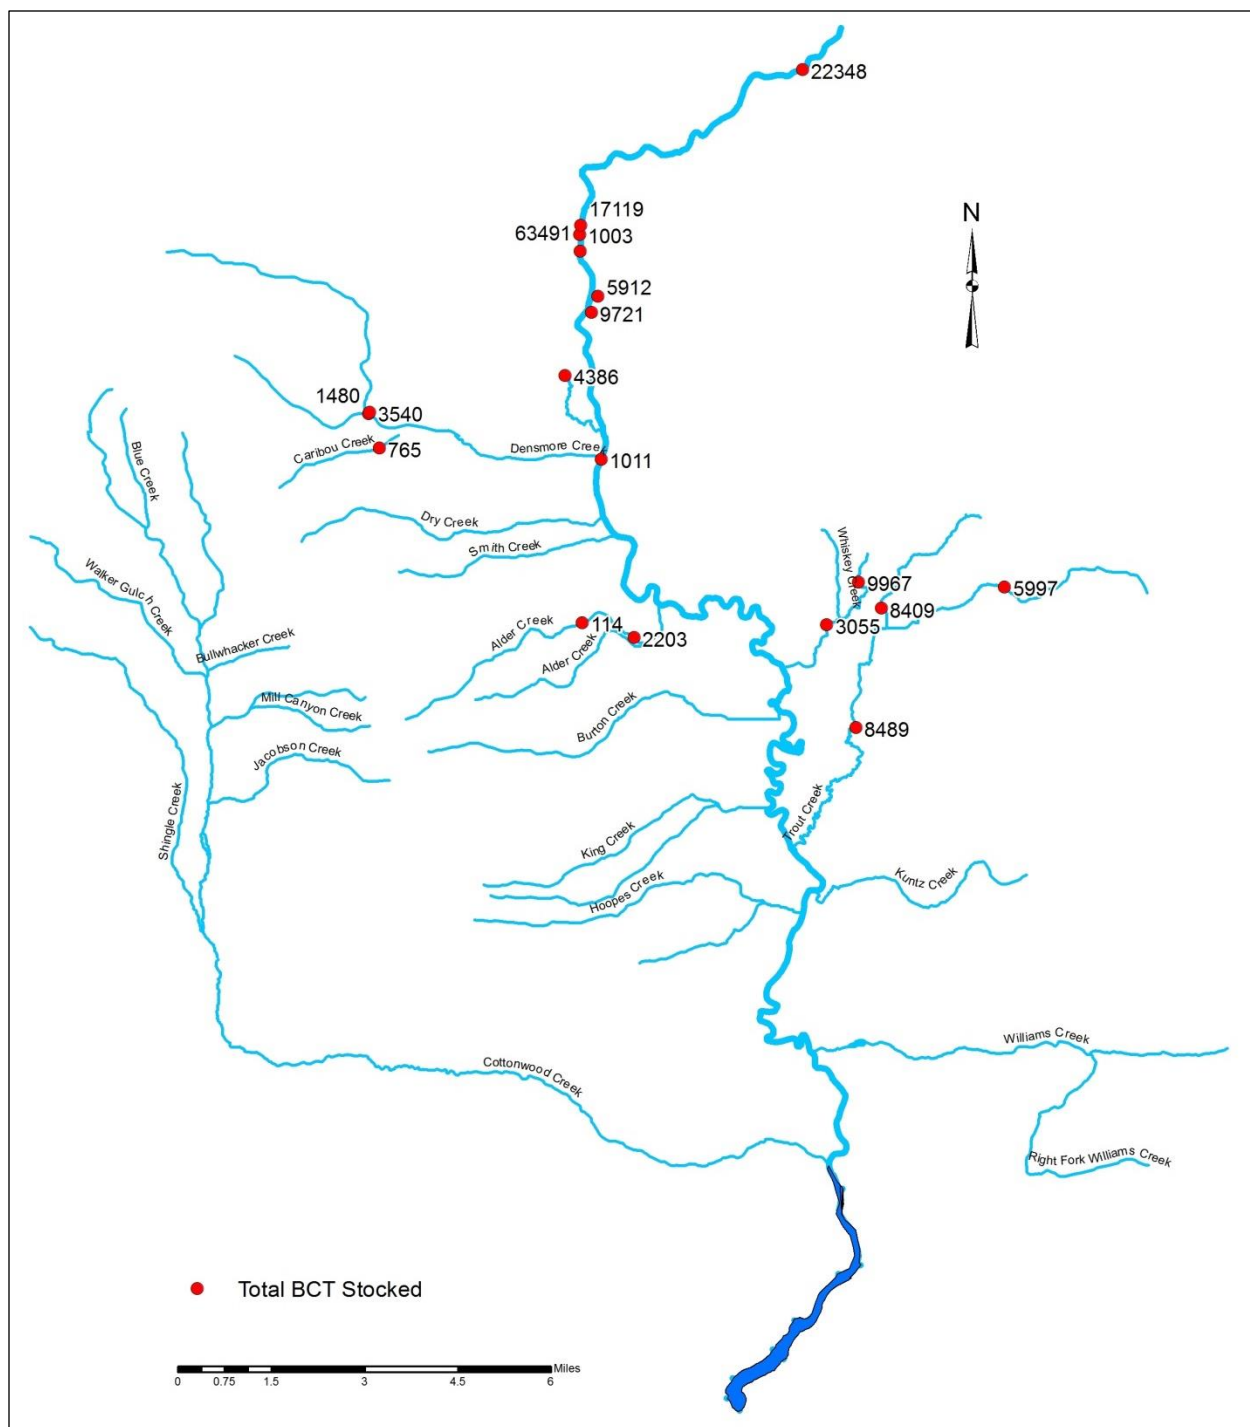 22348
17119
N
63491
1003
5912
9721
4386
1480
3540
Caribou Creek
765
Densmore Creek
1011
Blue Creek
Dry Creek
Smith Creek
Whiskey Creek
9967
5997
8409
3055
Walker Gulch Creek
Alder Creek
114
2203
Alder Creek
Bullwhacker Creek
Mill Canyon Creek
Burton Creek
8489
Jacobson Creek
Shingle Creek
Trout Creek
King Creek
Hoopes Creek
Kuntz Creek
Williams Creek
Cottonwood Creek
Right Fork Williams Creek
Total BCT Stocked
Miles
0 0.75 1.5 3 4.5 6